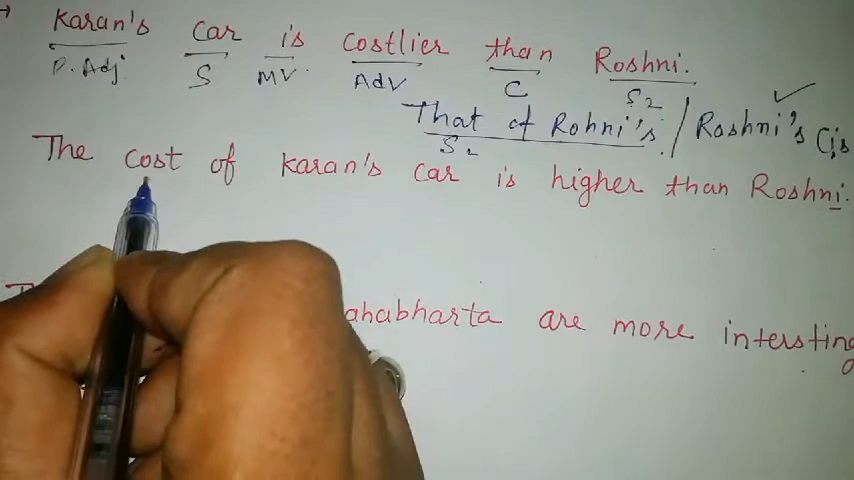 → Karan's car is costlier than Roshni.
P. Adj S MV. Adv C S2
That of Rohni's. / Roshni's C is
S2
The cost of Karan's car is higher than Roshni.
ahabharta are more intersting